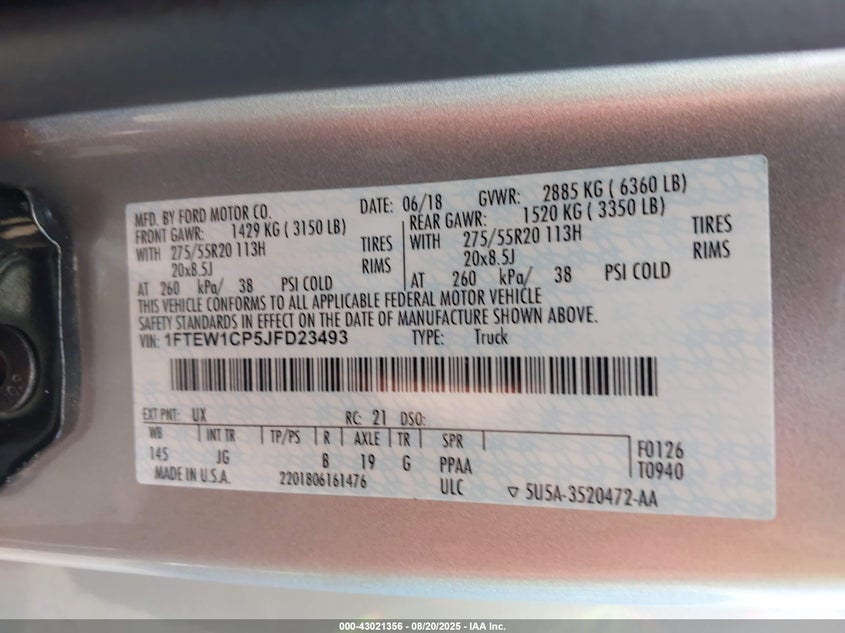 MFD. BY FORD MOTOR CO. DATE: 06/18 GVWR: 2885 KG ( 6360 LB)
FRONT GAWR: 1429 KG ( 3150 LB) REAR GAWR: 1520 KG ( 3350 LB)
WITH 275/55R20 113H TIRES WITH 275/55R20 113H TIRES
20x8.5J RIMS 20x8.5J RIMS
AT 260 kPa/ 38 PSI COLD AT 260 kPa/ 38 PSI COLD
THIS VEHICLE CONFORMS TO ALL APPLICABLE FEDERAL MOTOR VEHICLE
SAFETY STANDARDS IN EFFECT ON THE DATE OF MANUFACTURE SHOWN ABOVE.
VIN: 1FTEW1CP5JFD23493 TYPE: Truck
EXT PNT: UX RC: 21 DSO:
WB INT TR TP/PS R AXLE TR SPR F0126
145 JG B 19 G PPAA T0940
MADE IN U.S.A. 2201806161476 ULC ▽ 5U5A-3520472-AA
000-43021356 - 08/20/2025 - IAA Inc.